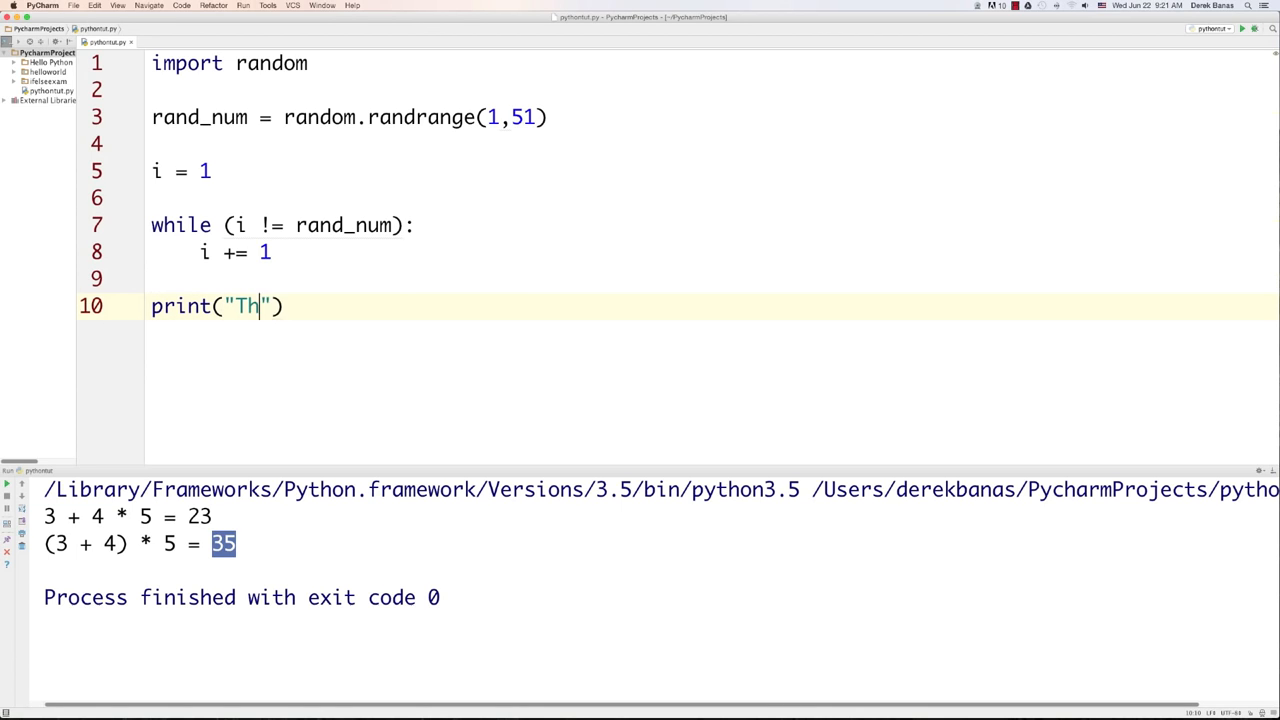 PyCharm File Edit View Navigate Code Refactor Run Tools VCS Window Help 10 Wed Jun 22 9:21 AM Derek Banas
pythontut.py - PycharmProjects - [~/PycharmProjects]
PycharmProjects pythontut.py pythontut
pythontut.py
PycharmProject
Hello Python
helloworld
ifelseexam
pythontut.py
External Librarie
1 import random
2
3 rand_num = random.randrange(1,51)
4
5 i = 1
6
7 while (i != rand_num):
8 i += 1
9
10 print("Th")
Run pythontut
/Library/Frameworks/Python.framework/Versions/3.5/bin/python3.5 /Users/derekbanas/PycharmProjects/pytho
3 + 4 * 5 = 23
(3 + 4) * 5 = 35
Process finished with exit code 0
10:10 LF÷ UTF-8÷